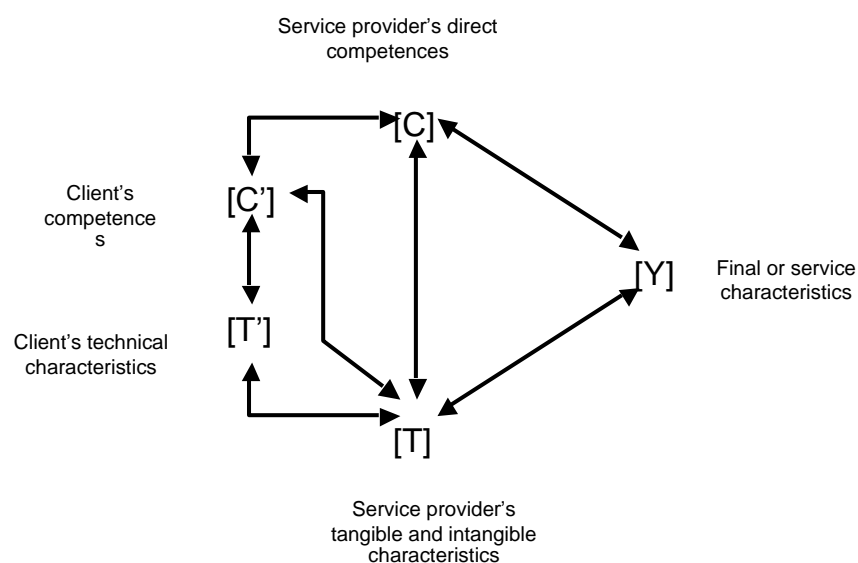 Service provider's direct
competences
[C]
Client's
competence
s
[C']
[Y]
Final or service
characteristics
Client's technical
characteristics
[T']
[T]
Service provider's
tangible and intangible
characteristics